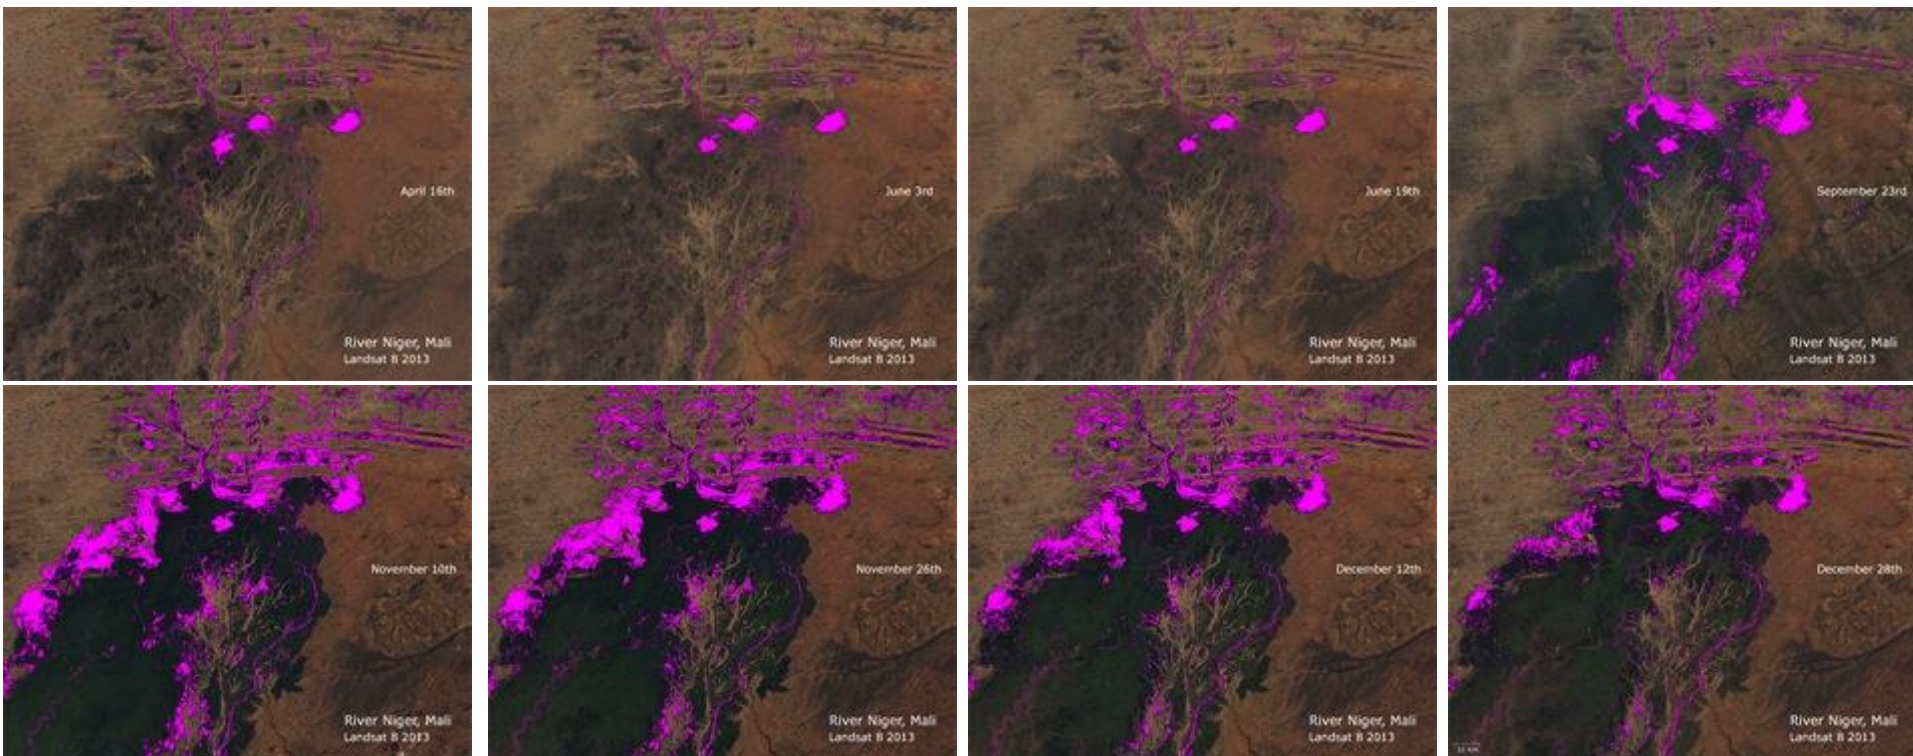 April 16th
River Niger, Mali
Landsat 8 2013
June 3rd
River Niger, Mali
Landsat 8 2013
June 19th
River Niger, Mali
Landsat 8 2013
September 23rd
River Niger, Mali
Landsat 8 2013
November 10th
River Niger, Mali
Landsat 8 2013
November 26th
River Niger, Mali
Landsat 8 2013
December 12th
River Niger, Mali
Landsat 8 2013
December 28th
River Niger, Mali
Landsat 8 2013